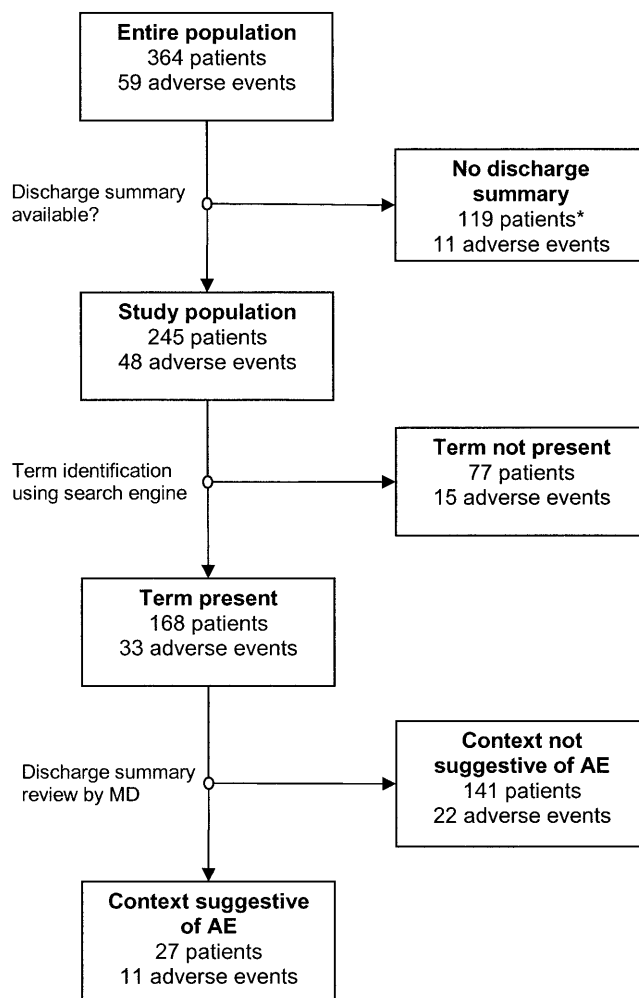 Entire population
364 patients
59 adverse events
Discharge summary
available?
No discharge
summary
119 patients*
11 adverse events
Study population
245 patients
48 adverse events
Term identification
using search engine
Term not present
77 patients
15 adverse events
Term present
168 patients
33 adverse events
Discharge summary
review by MD
Context not
suggestive of AE
141 patients
22 adverse events
Context suggestive
of AE
27 patients
11 adverse events